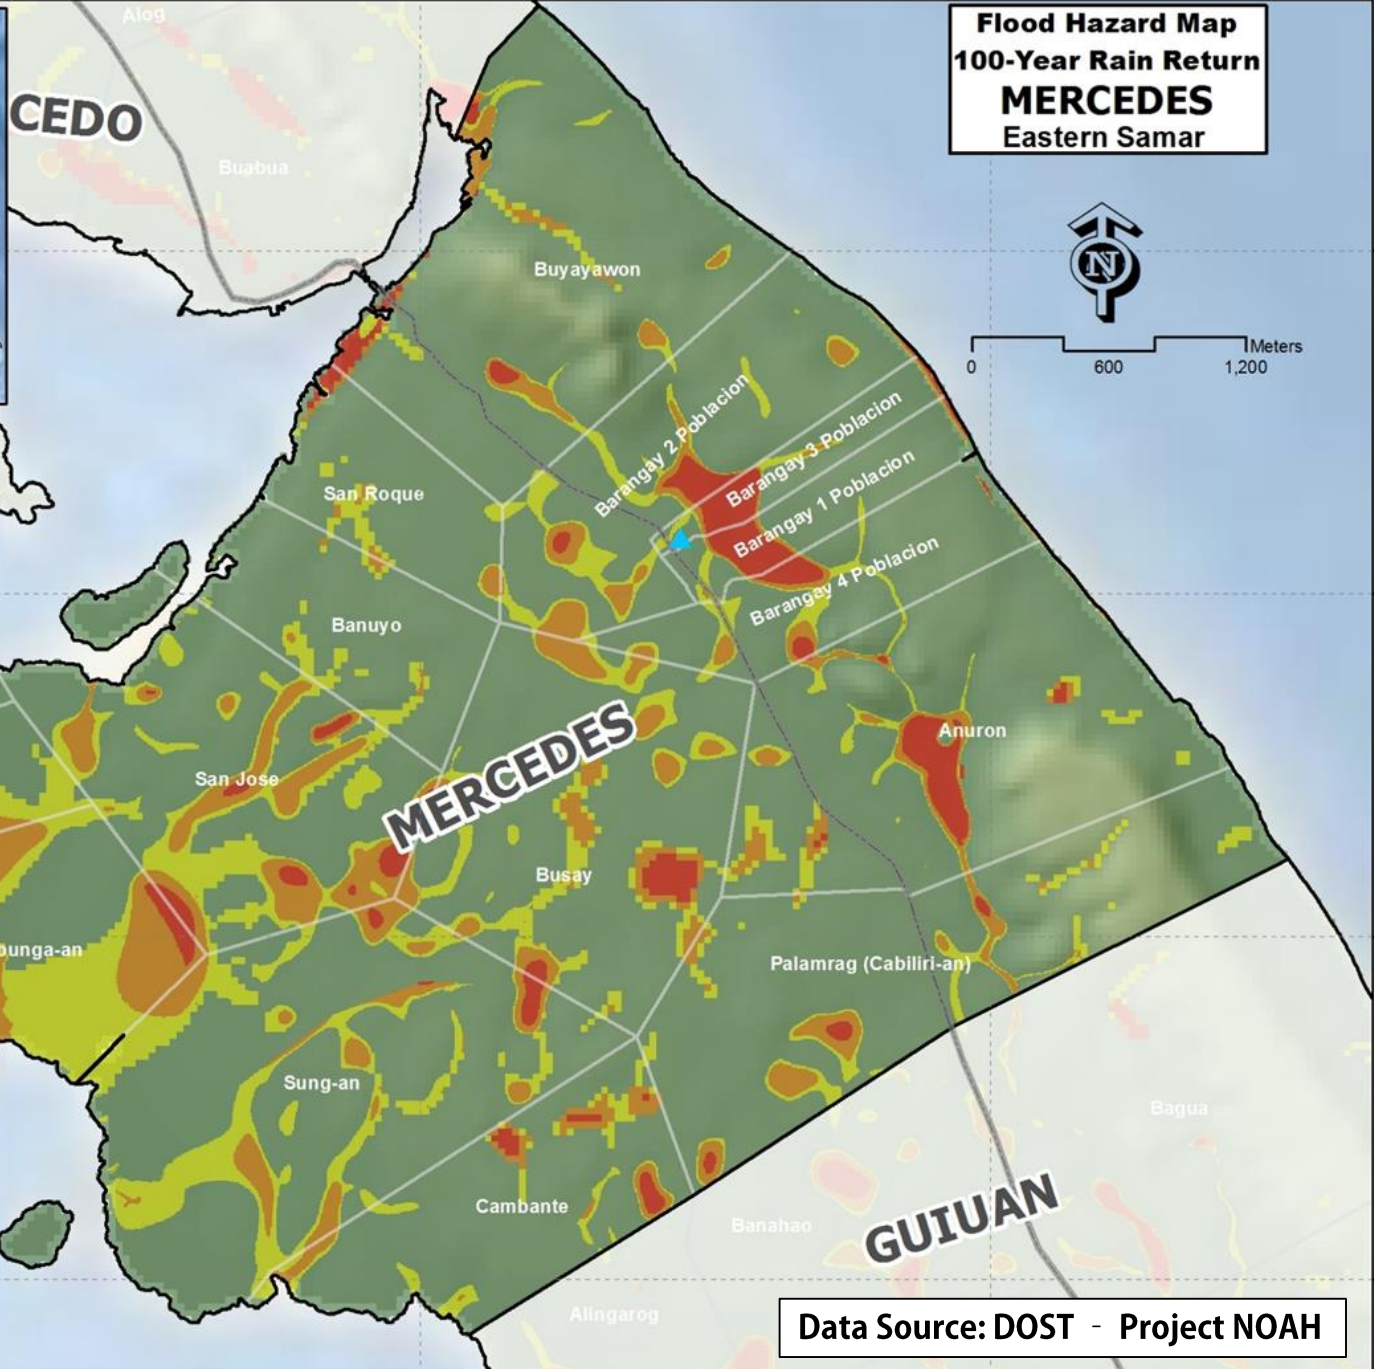 Flood Hazard Map
100-Year Rain Return
MERCEDES
Eastern Samar
Alog
CEDO
Buabua
N
Meters
0
600
1,200
Buyayawon
Barangay 2 Poblacion
Barangay 3 Poblacion
Barangay 1 Poblacion
Barangay 4 Poblacion
San Roque
Banuyo
MERCEDES
Anuron
San Jose
Busay
bunga-an
Palamrag (Cabiliri-an)
Sung-an
Bagua
Cambante
Banahao
GUIUAN
Alingarog
Data Source: DOST - Project NOAH